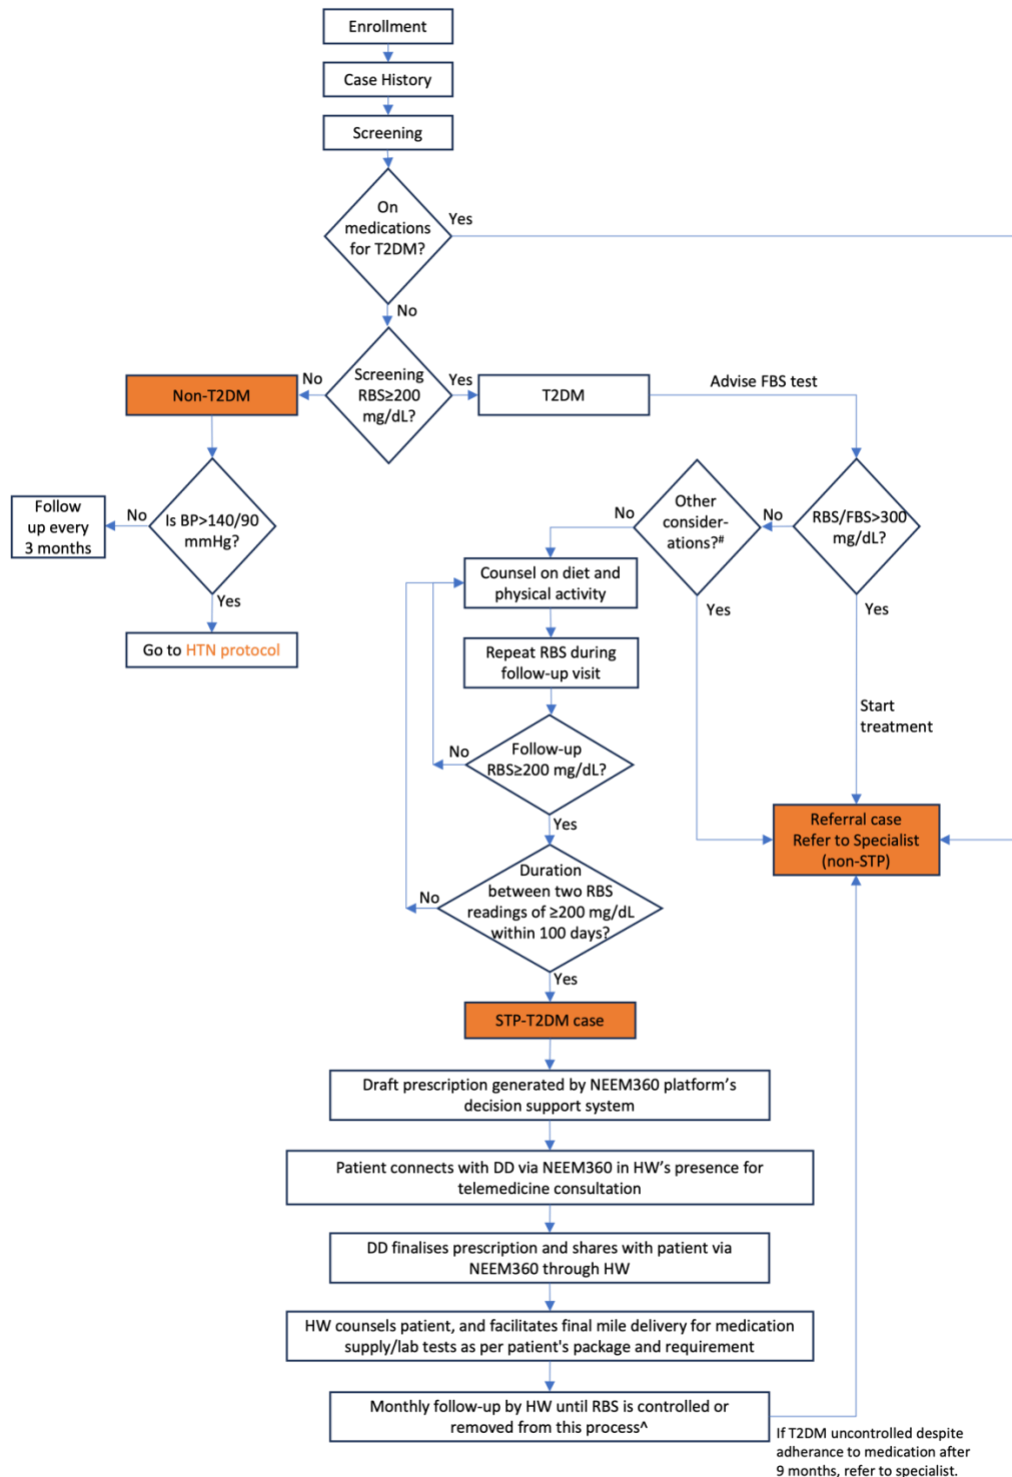 Enrollment
Case History
Screening
On
medications
for T2DM?
Yes
No
Screening
RBS≥200
mg/dL?
No
Yes
Non-T2DM
T2DM
Advise FBS test
Is BP>140/90
mmHg?
No
Follow
up every
3 months
Yes
Go to HTN protocol
RBS/FBS>300
mg/dL?
No
Other
consider-
ations?#
No
Yes
Yes
Start
treatment
Counsel on diet and
physical activity
Repeat RBS during
follow-up visit
Follow-up
RBS≥200 mg/dL?
No
Yes
Referral case
Refer to Specialist
(non-STP)
Duration
between two RBS
readings of ≥200 mg/dL
within 100 days?
No
Yes
STP-T2DM case
Draft prescription generated by NEEM360 platform's
decision support system
Patient connects with DD via NEEM360 in HW's presence for
telemedicine consultation
DD finalises prescription and shares with patient via
NEEM360 through HW
HW counsels patient, and facilitates final mile delivery for medication
supply/lab tests as per patient's package and requirement
Monthly follow-up by HW until RBS is controlled or
removed from this process^
If T2DM uncontrolled despite
adherance to medication after
9 months, refer to specialist.